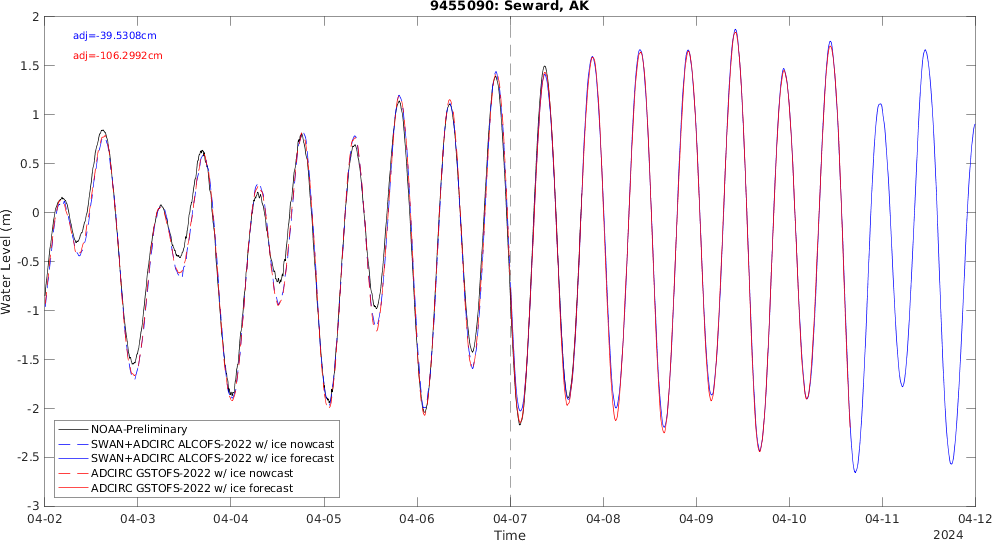 9455090: Seward, AK
adj=-39.5308cm
adj=-106.2992cm
Water Level (m)
2
1.5
1
0.5
0
-0.5
-1
-1.5
-2
-2.5
-3
NOAA-Preliminary
SWAN+ADCIRC ALCOFS-2022 w/ ice nowcast
SWAN+ADCIRC ALCOFS-2022 w/ ice forecast
ADCIRC GSTOFS-2022 w/ ice nowcast
ADCIRC GSTOFS-2022 w/ ice forecast
04-02 04-03 04-04 04-05 04-06 04-07 04-08 04-09 04-10 04-11 04-12
Time
2024